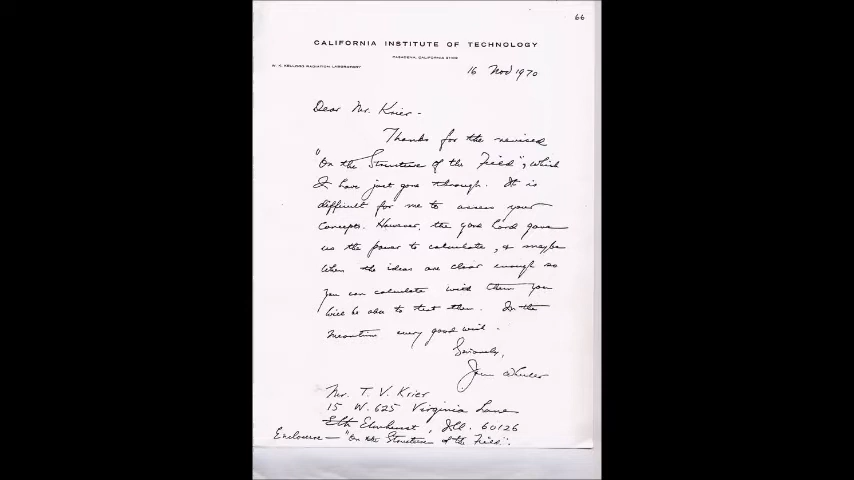 66
CALIFORNIA INSTITUTE OF TECHNOLOGY
PASADENA, CALIFORNIA 91109
W. K. KELLOGG RADIATION LABORATORY
16 Nov 1970
Dear Mr. Krier -
Thanks for the revised
"On the Structure of the Field", which
I have just gone through. It is
difficult for me to assess your
concepts. However, the good Lord gave
us the power to calculate, & maybe
when the ideas are clear enough so
you can calculate with them you
will be able to test them. In the
meantime every good wish.
Sincerely,
John Wheeler
Mr. T. V. Krier
15 W. 625 Virginia Lane
Elmhurst, Ill. 60126
Enclosure - "On the Structure of the Field".